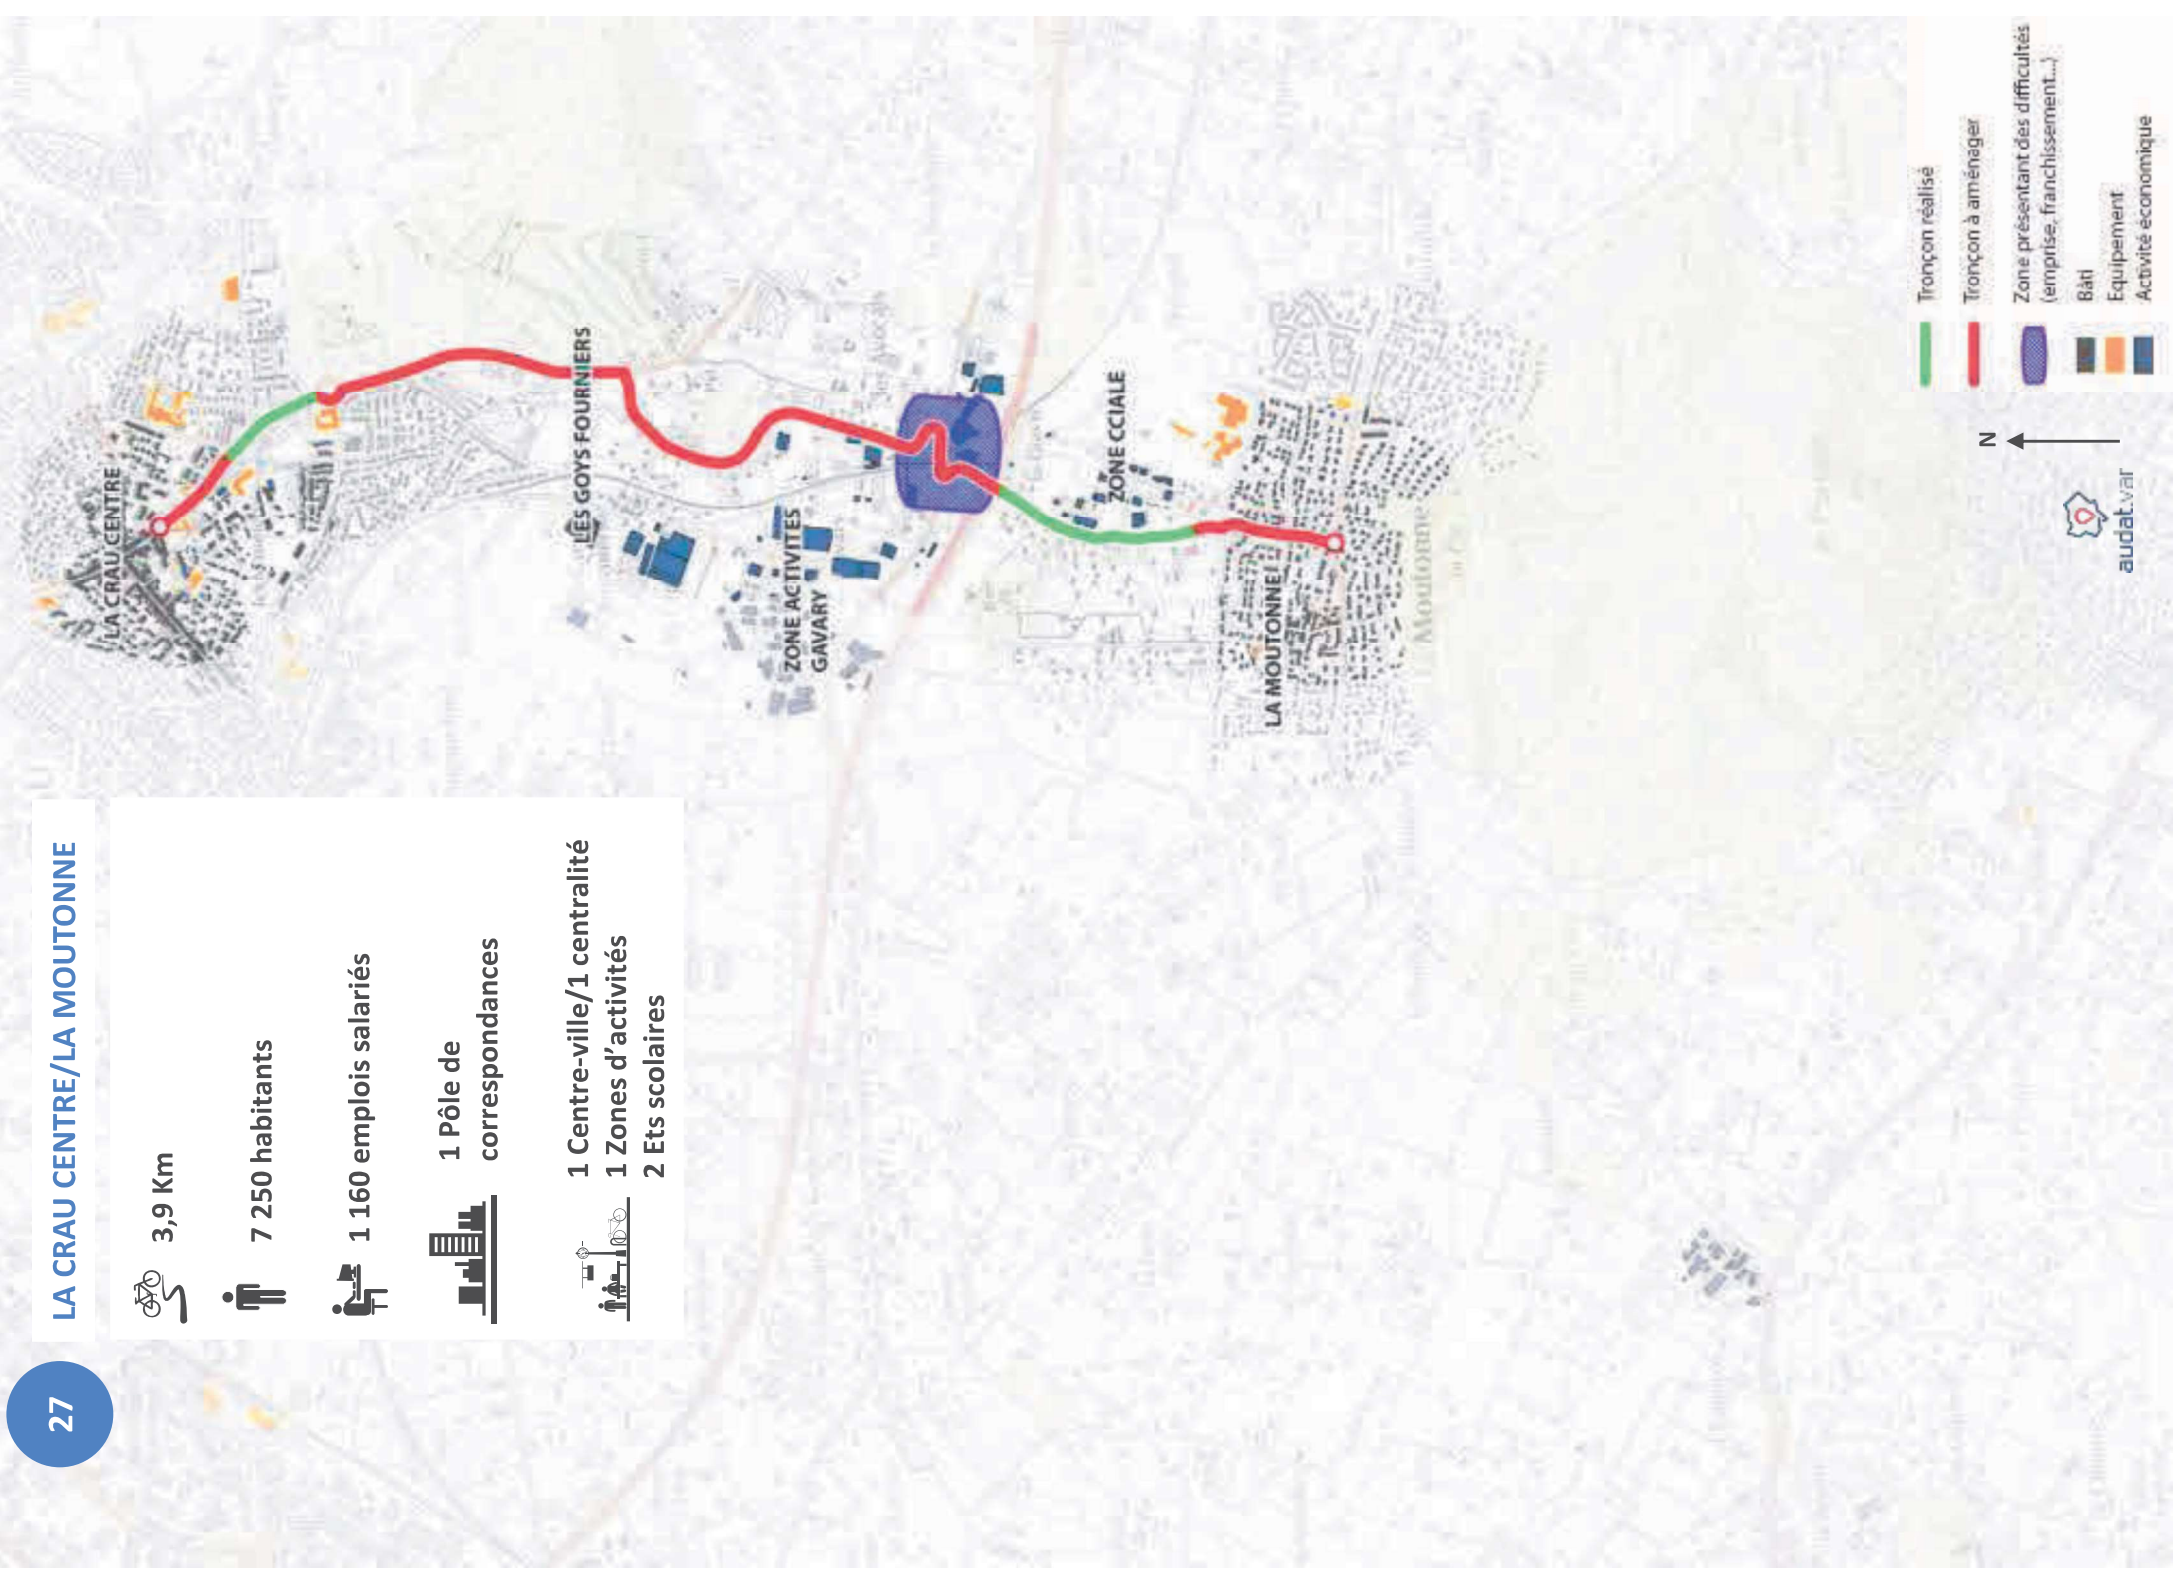 27
LA CRAU CENTRE/LA MOUTONNE
3,9 Km
7 250 habitants
1 160 emplois salariés
1 Pôle de
correspondances
1 Centre-ville/1 centralité
1 Zones d’activités
2 Ets scolaires
LA CRAU CENTRE
LES GOYS FOURNIERS
ZONE ACTIVITES
GAVARY
ZONE CCIALE
LA MOUTONNE
Moutonne
Tronçon réalisé
Tronçon à aménager
Zone présentant des difficultés
(emprise, franchissement...)
Bâti
Equipement
Activité économique
N
audat.var